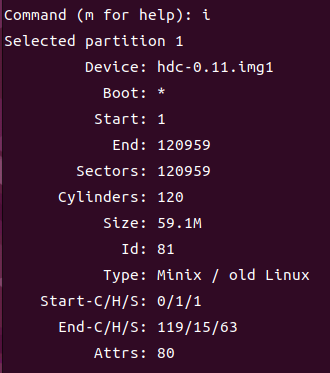 Command (m for help): i
Selected partition 1
Device: hdc-0.11.img1
Boot: *
Start: 1
End: 120959
Sectors: 120959
Cylinders: 120
Size: 59.1M
Id: 81
Type: Minix / old Linux
Start-C/H/S: 0/1/1
End-C/H/S: 119/15/63
Attrs: 80